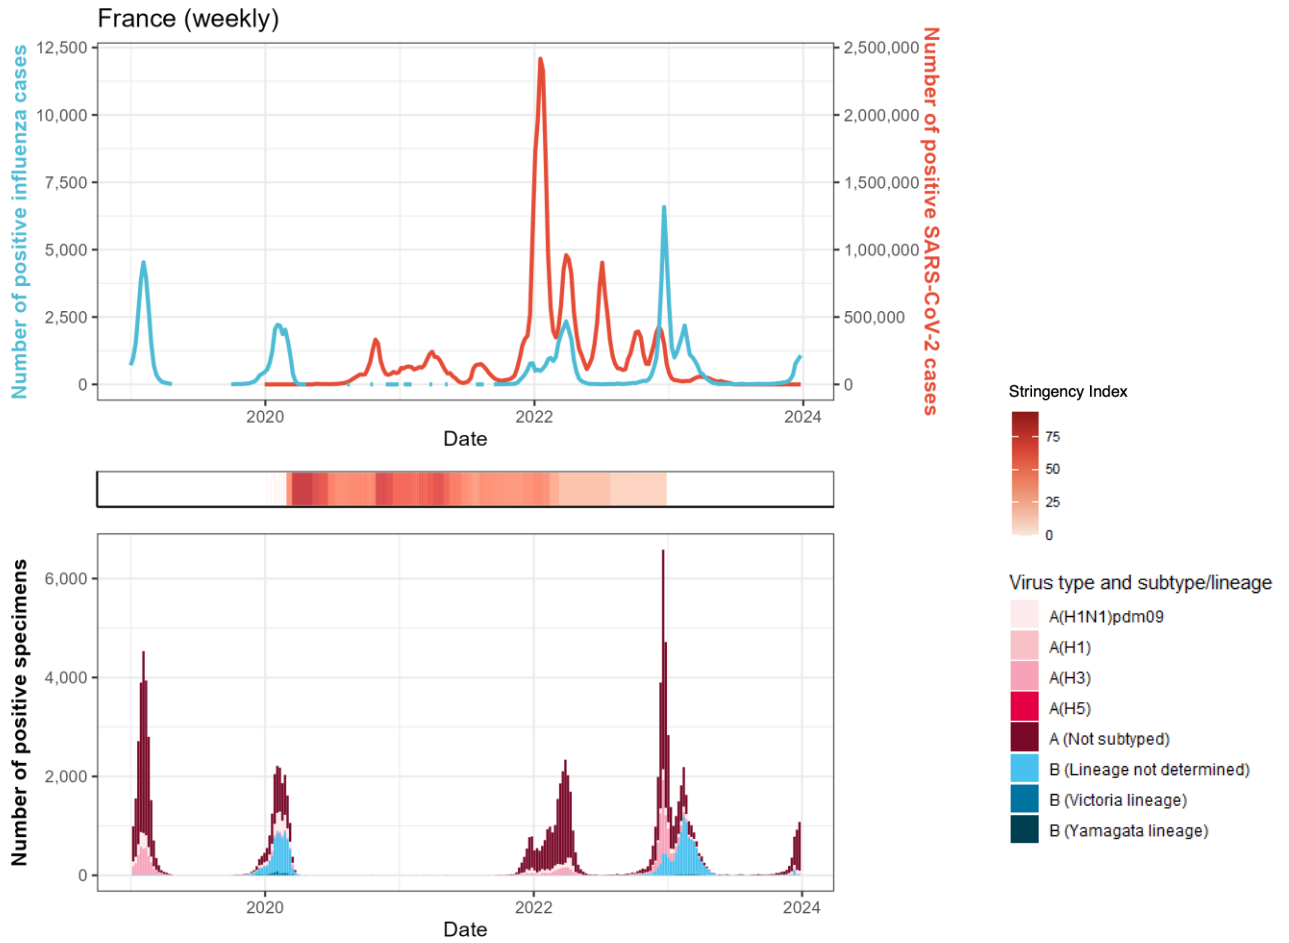 France (weekly)
Number of positive influenza cases
12,500
10,000
7,500
5,000
2,500
0
2,500,000
2,000,000
1,500,000
1,000,000
500,000
0
Number of positive SARS-CoV-2 cases
2020
2022
2024
Date
Stringency Index
75
50
25
0
Number of positive specimens
6,000
4,000
2,000
0
2020
2022
2024
Date
Virus type and subtype/lineage
A(H1N1)pdm09
A(H1)
A(H3)
A(H5)
A (Not subtyped)
B (Lineage not determined)
B (Victoria lineage)
B (Yamagata lineage)